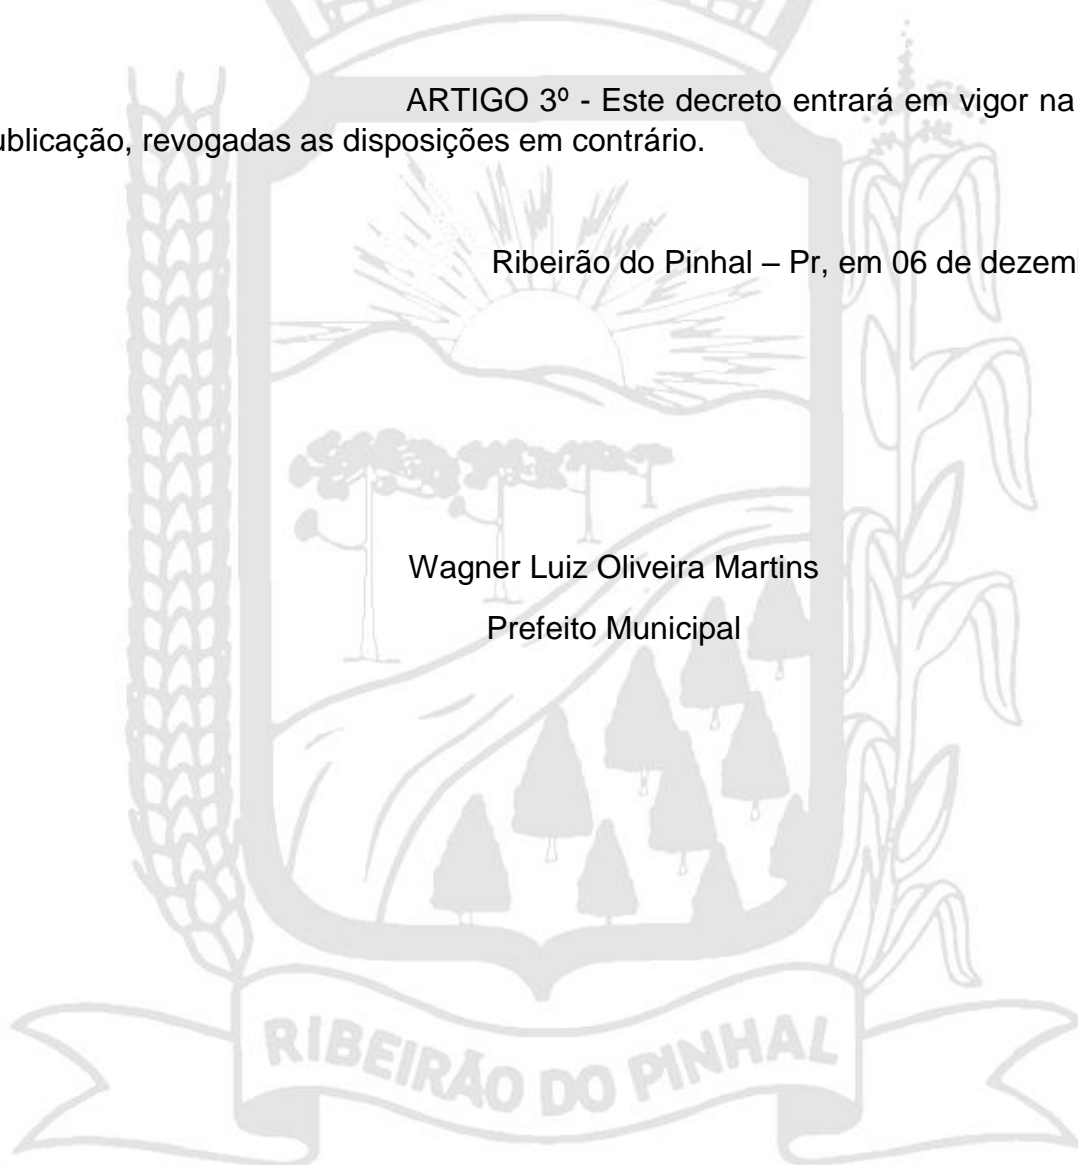 ARTIGO 3º - Este decreto entrará em vigor na
ublicação, revogadas as disposições em contrário.
Ribeirão do Pinhal – Pr, em 06 de dezem
Wagner Luiz Oliveira Martins
Prefeito Municipal
RIBEIRÃO DO PINHAL